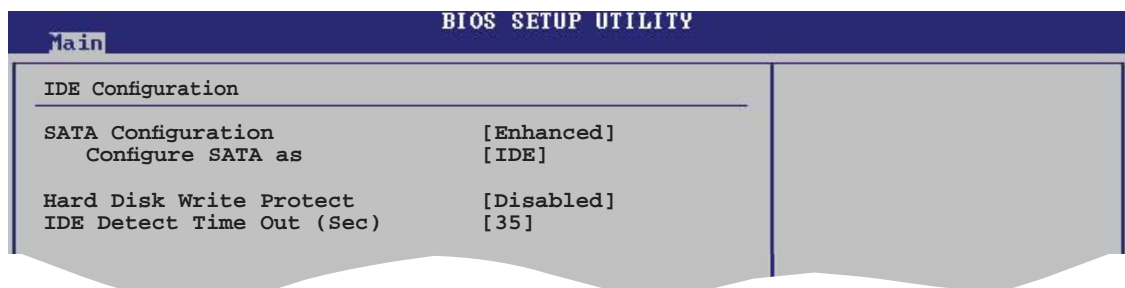 BIOS SETUP UTILITY
Main
IDE Configuration
SATA Configuration [Enhanced]
Configure SATA as [IDE]
Hard Disk Write Protect [Disabled]
IDE Detect Time Out (Sec) [35]